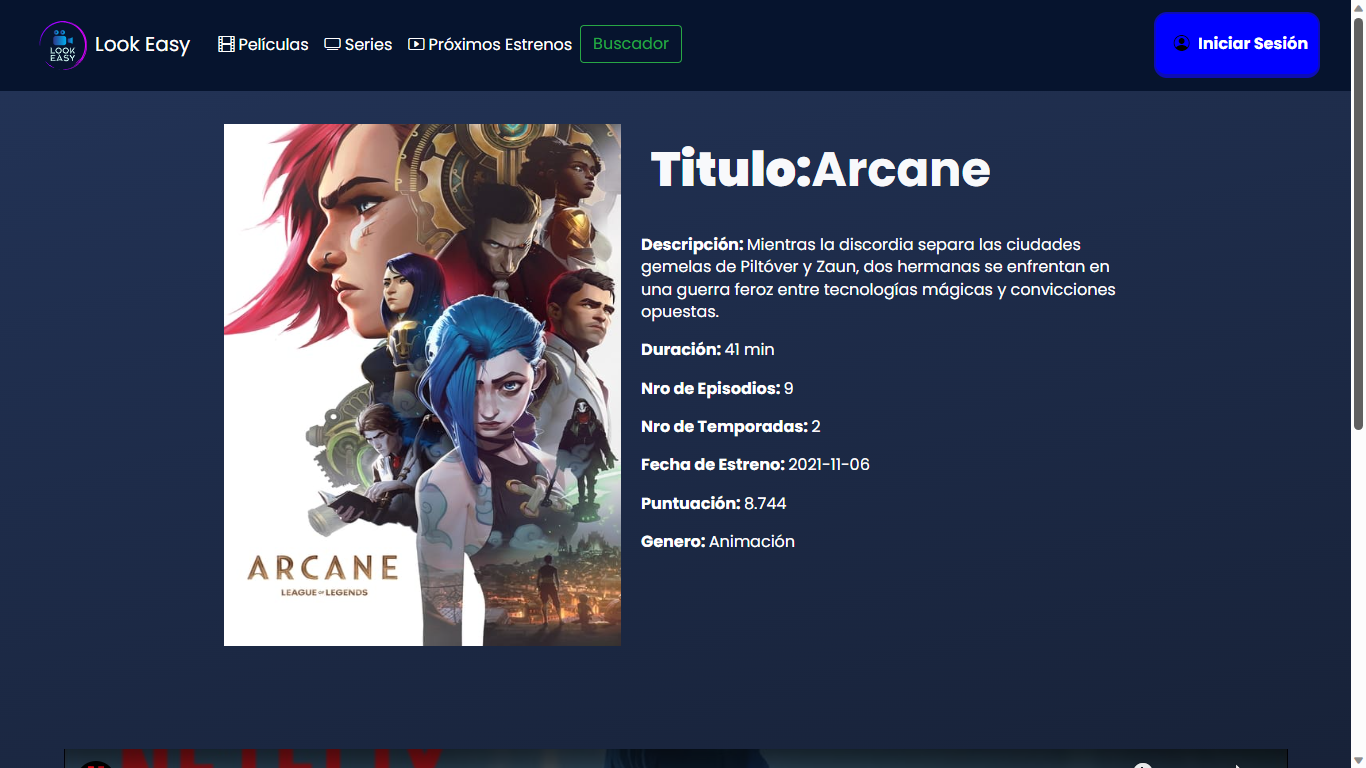 LOOK
EASY
Look Easy
Películas
Series
Próximos Estrenos
Buscador
Iniciar Sesión
Titulo:Arcane
Descripción: Mientras la discordia separa las ciudades
gemelas de Piltóver y Zaun, dos hermanas se enfrentan en
una guerra feroz entre tecnologías mágicas y convicciones
opuestas.
Duración: 41 min
Nro de Episodios: 9
Nro de Temporadas: 2
Fecha de Estreno: 2021-11-06
Puntuación: 8.744
Genero: Animación
ARCANE
LEAGUE OF LEGENDS
NETFLIX